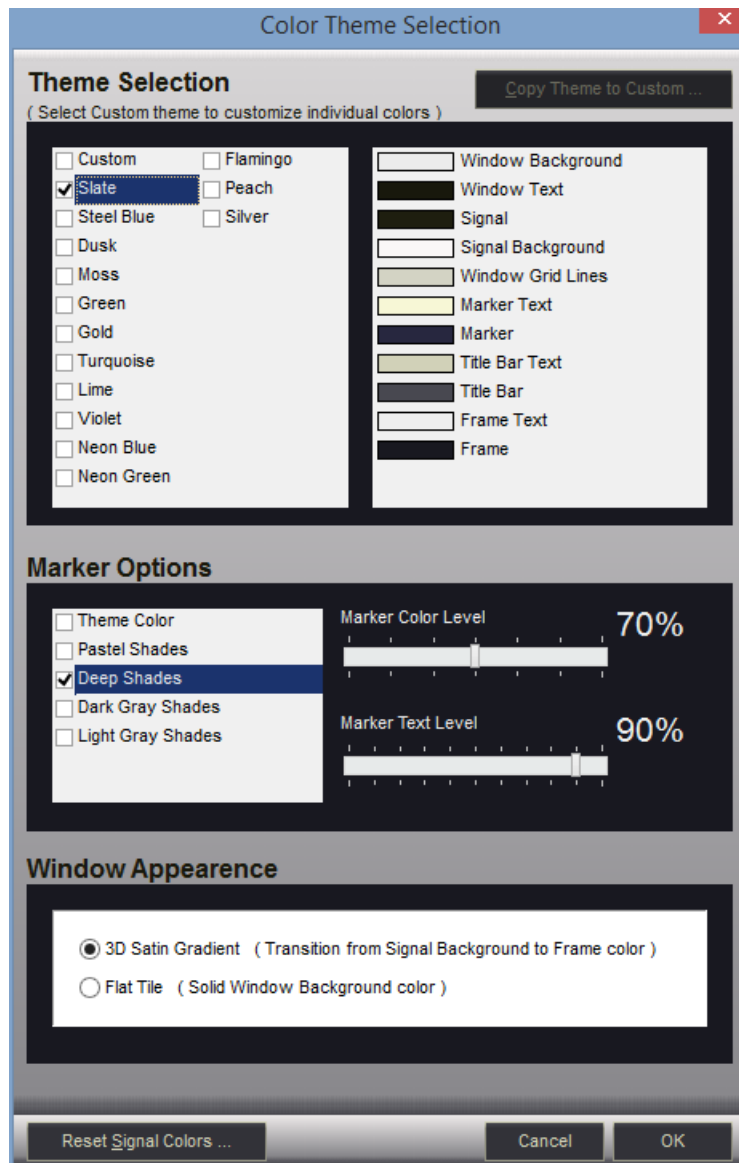 Color Theme Selection
Theme Selection
Copy Theme to Custom ...
( Select Custom theme to customize individual colors )
Custom
Slate
Steel Blue
Dusk
Moss
Green
Gold
Turquoise
Lime
Violet
Neon Blue
Neon Green
Flamingo
Peach
Silver
Window Background
Window Text
Signal
Signal Background
Window Grid Lines
Marker Text
Marker
Title Bar Text
Title Bar
Frame Text
Frame
Marker Options
Theme Color
Pastel Shades
Deep Shades
Dark Gray Shades
Light Gray Shades
Marker Color Level
70%
Marker Text Level
90%
Window Appearence
3D Satin Gradient ( Transition from Signal Background to Frame color )
Flat Tile ( Solid Window Background color )
Reset Signal Colors ...
Cancel
OK